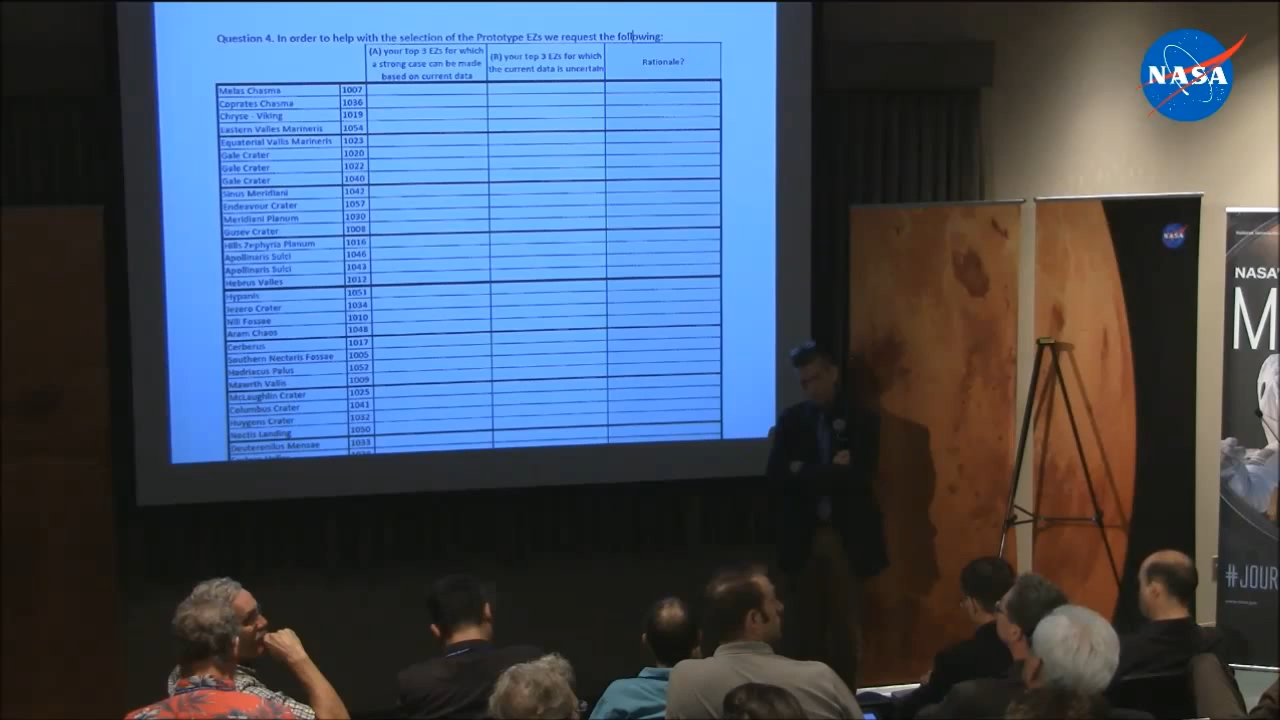 Question 4. In order to help with the selection of the Prototype EZs we request the following:
(A) your top 3 EZs for which a strong case can be made based on current data
(B) your top 3 EZs for which the current data is uncertain
Rationale?
Melas Chasma 1007
Coprates Chasma 1036
Chryse - Viking 1019
Eastern Valles Marineris 1054
Equatorial Vallis Marineris 1023
Gale Crater 1020
Gale Crater 1022
Gale Crater 1040
Sinus Meridiani 1042
Endeavour Crater 1057
Meridiani Planum 1030
Gusev Crater 1008
Hills Zephyria Planum 1016
Apollinaris Sulci 1046
Apollinaris Sulci 1043
Hebrus Valles 1012
Hypanis 1051
Jezero Crater 1034
Nili Fossae 1010
Aram Chaos 1048
Cerberus 1017
Southern Nectaris Fossae 1005
Hadriacus Palus 1052
Mawrth Vallis 1009
McLaughlin Crater 1025
Columbus Crater 1041
Huygens Crater 1032
Noctis Landing 1050
Deuteronilus Mensae 1033
NASA
NASA
NASA'
M
#JOUR